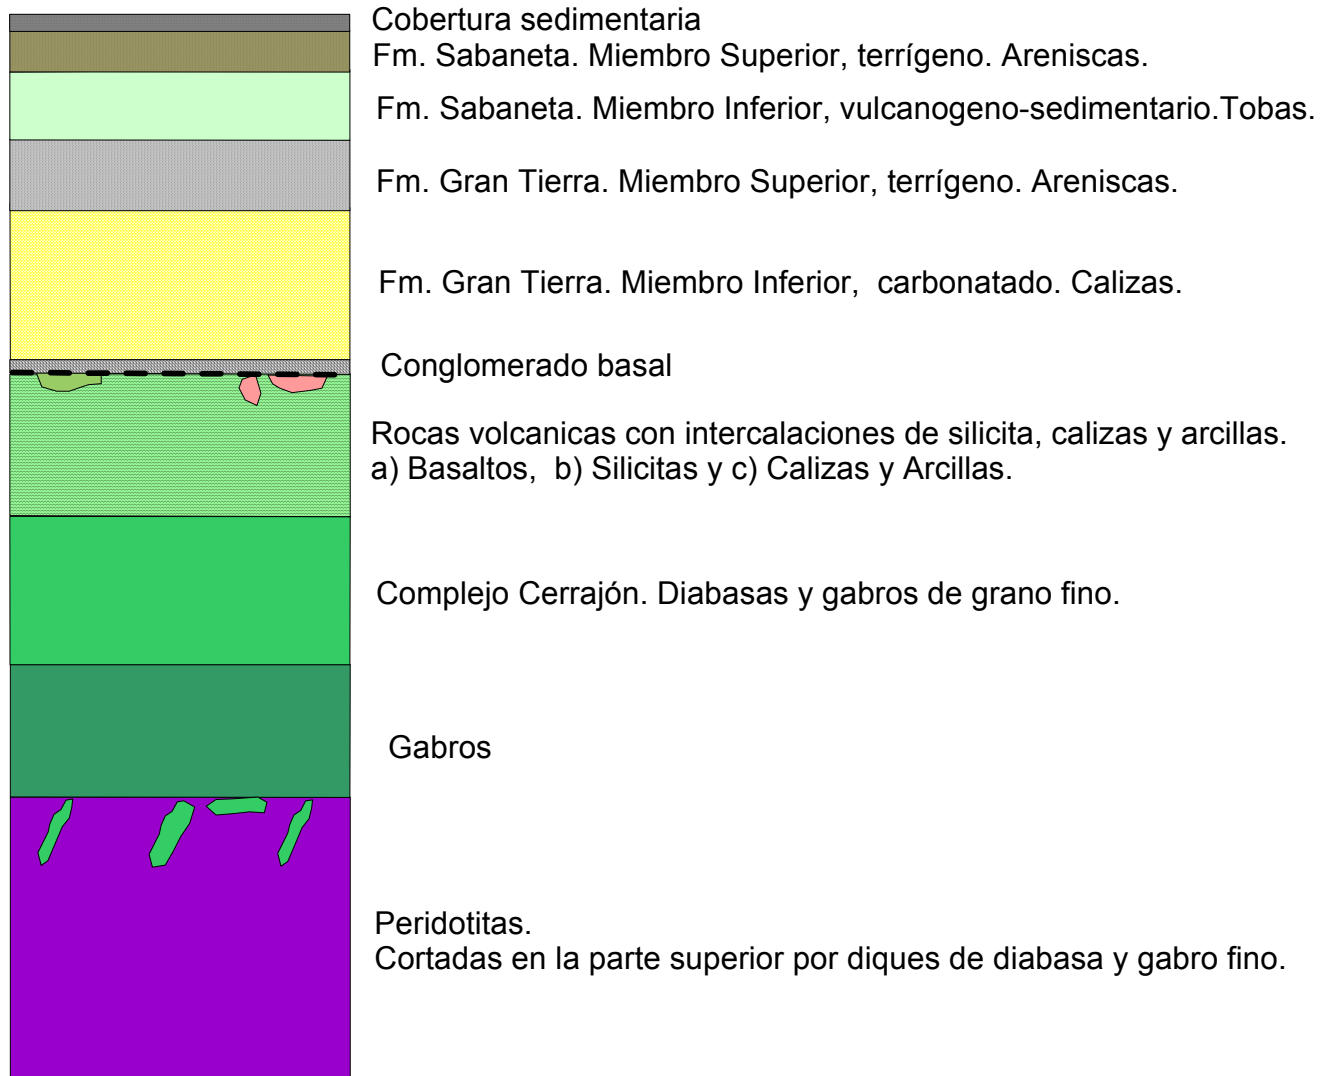 Cobertura sedimentaria
Fm. Sabaneta. Miembro Superior, terrígeno. Areniscas.
Fm. Sabaneta. Miembro Inferior, vulcanogeno-sedimentario.Tobas.
Fm. Gran Tierra. Miembro Superior, terrígeno. Areniscas.
Fm. Gran Tierra. Miembro Inferior, carbonatado. Calizas.
Conglomerado basal
Rocas volcanicas con intercalaciones de silicita, calizas y arcillas.
a) Basaltos, b) Silicitas y c) Calizas y Arcillas.
Complejo Cerrajón. Diabasas y gabros de grano fino.
Gabros
Peridotitas.
Cortadas en la parte superior por diques de diabasa y gabro fino.